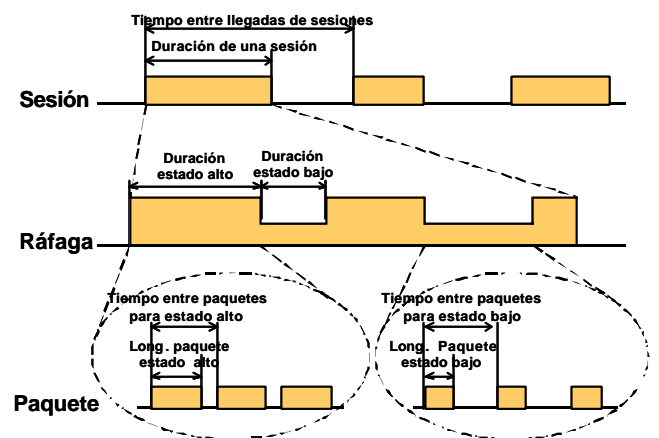 Tiempo entre llegadas de sesiones
Duración de una sesión
Sesión
Duración
estado alto
Duración
estado bajo
Ráfaga
Tiempo entre paquetes
para estado alto
Long. paquete
estado alto
Tiempo entre paquetes
para estado bajo
Long. Paquete
estado bajo
Paquete